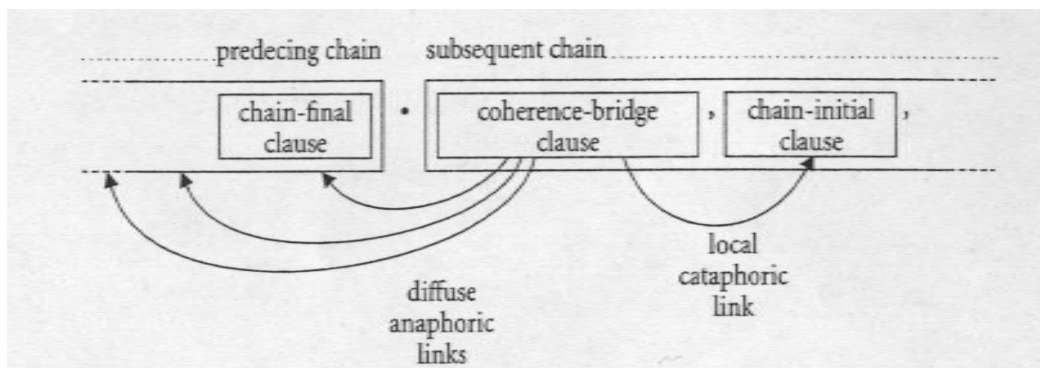 predecing chain subsequent chain
chain-final coherence-bridge chain-initial
clause . clause , clause ,
local
cataphoric
link
diffuse
anaphoric
links